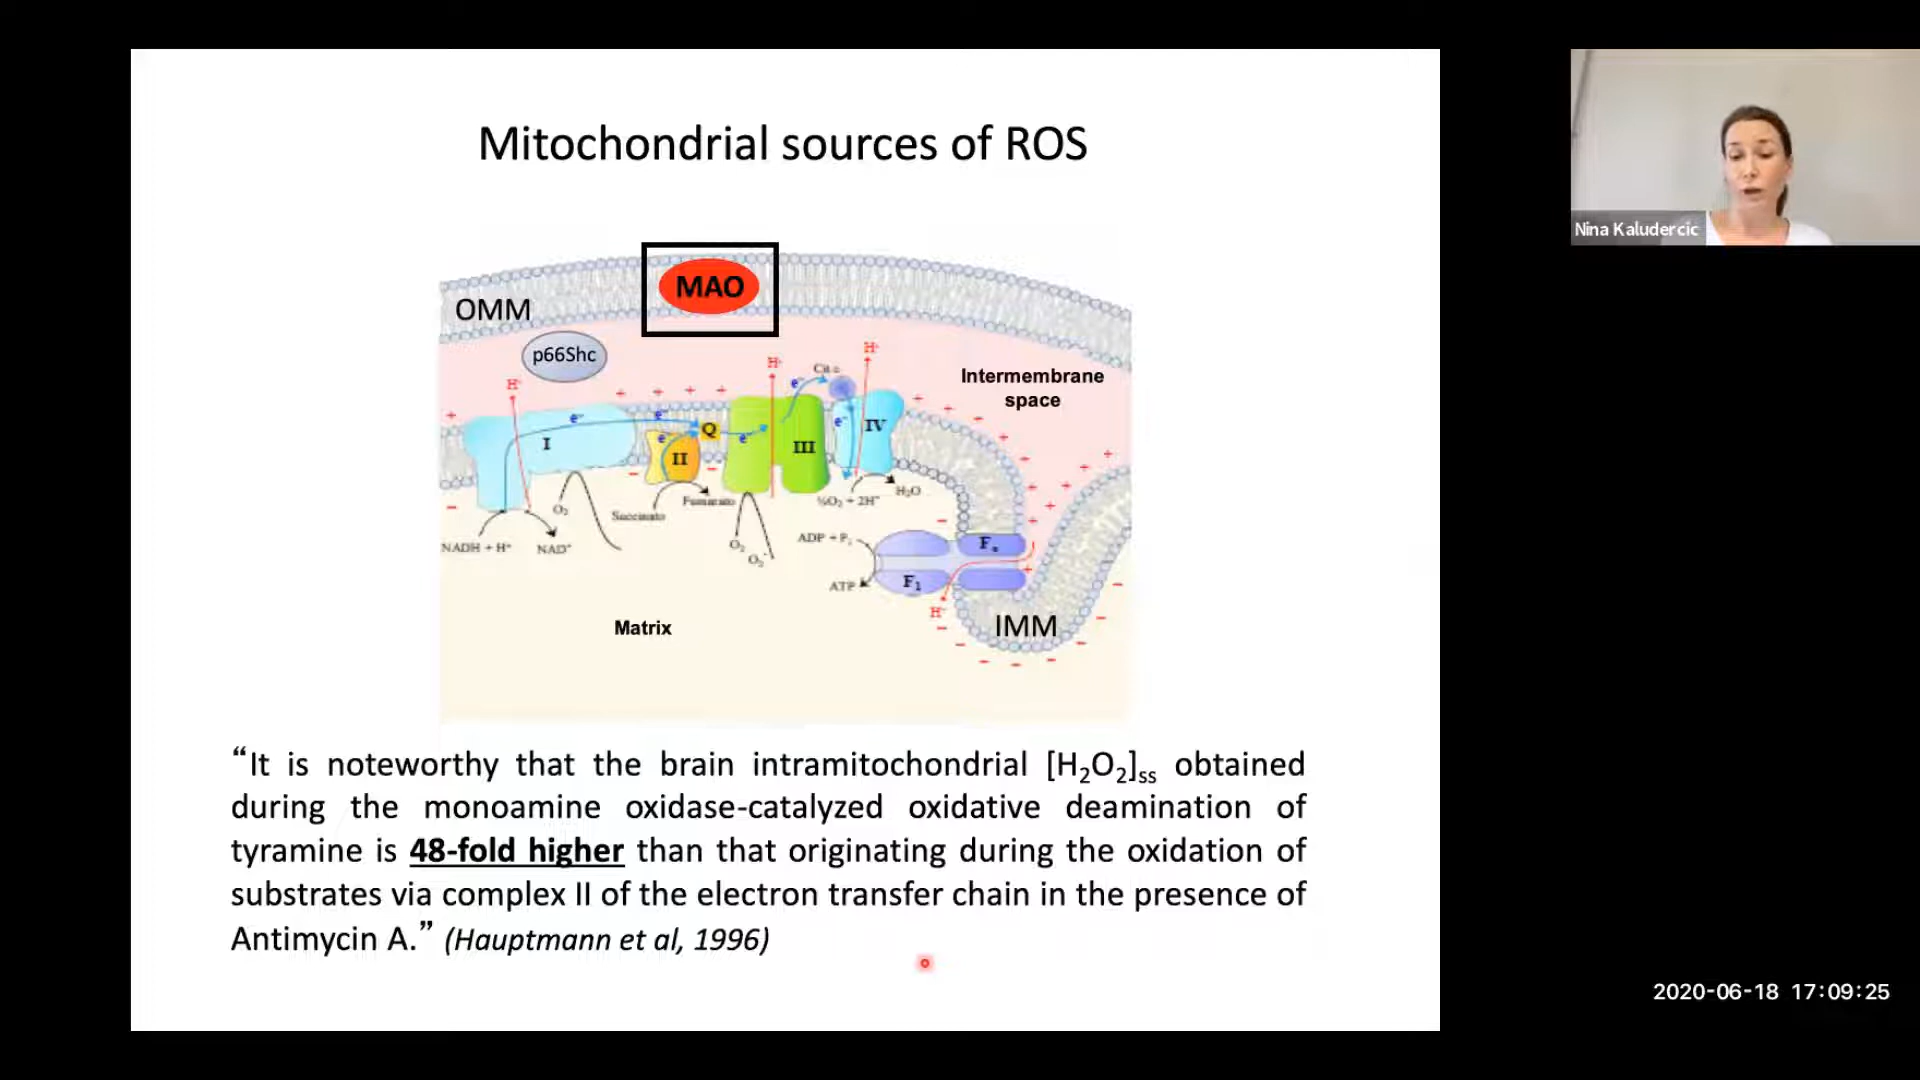 Mitochondrial sources of ROS
MAO
OMM
p66Shc
H⁺
H⁺
H⁺
Cit c
e⁻
Intermembrane
space
e⁻
e⁻
e⁻
e⁻
e⁻
Q
I
II
III
IV
O₂
Succinato
Fumarato
½O₂ + 2H⁺
H₂O
NADH + H⁺
NAD⁺
O₂
O₂⁻
ADP + Pᵢ
ATP
F₁
Fₒ
H⁺
Matrix
IMM
“It is noteworthy that the brain intramitochondrial [H₂O₂]ss obtained
during the monoamine oxidase-catalyzed oxidative deamination of
tyramine is 48-fold higher than that originating during the oxidation of
substrates via complex II of the electron transfer chain in the presence of
Antimycin A.” (Hauptmann et al, 1996)
Nina Kaludercic
2020-06-18 17:09:25